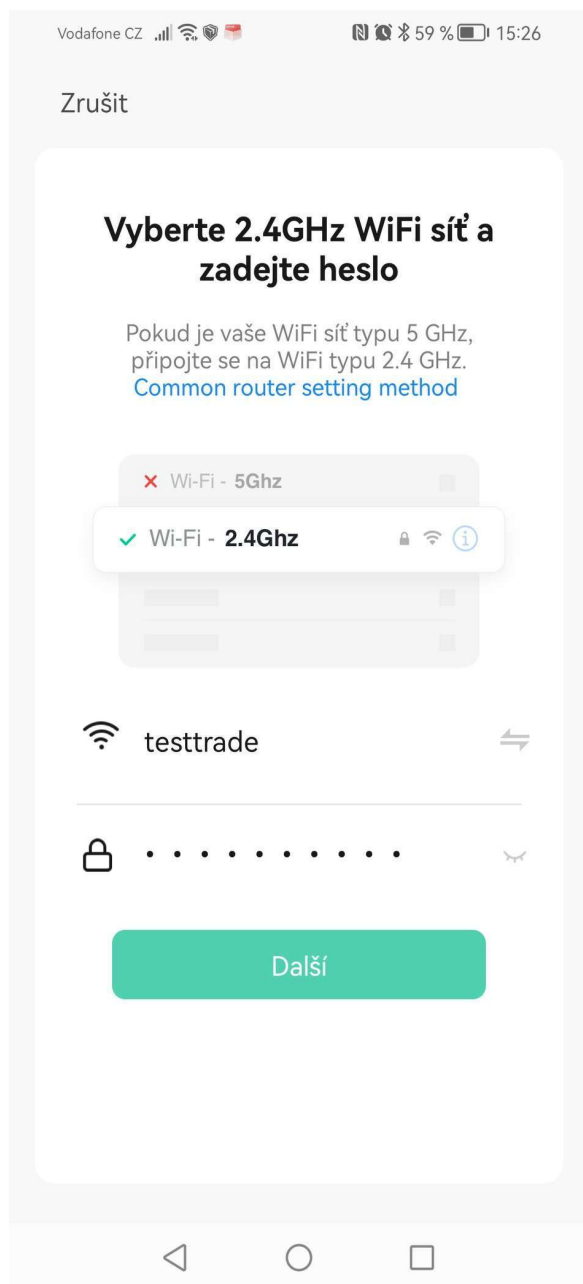 Vodafone CZ 59 % 15:26
Zrušit
Vyberte 2.4GHz WiFi síť a
zadejte heslo
Pokud je vaše WiFi síť typu 5 GHz,
připojte se na WiFi typu 2.4 GHz.
Common router setting method
Wi-Fi - 5Ghz
Wi-Fi - 2.4Ghz
testtrade
Další